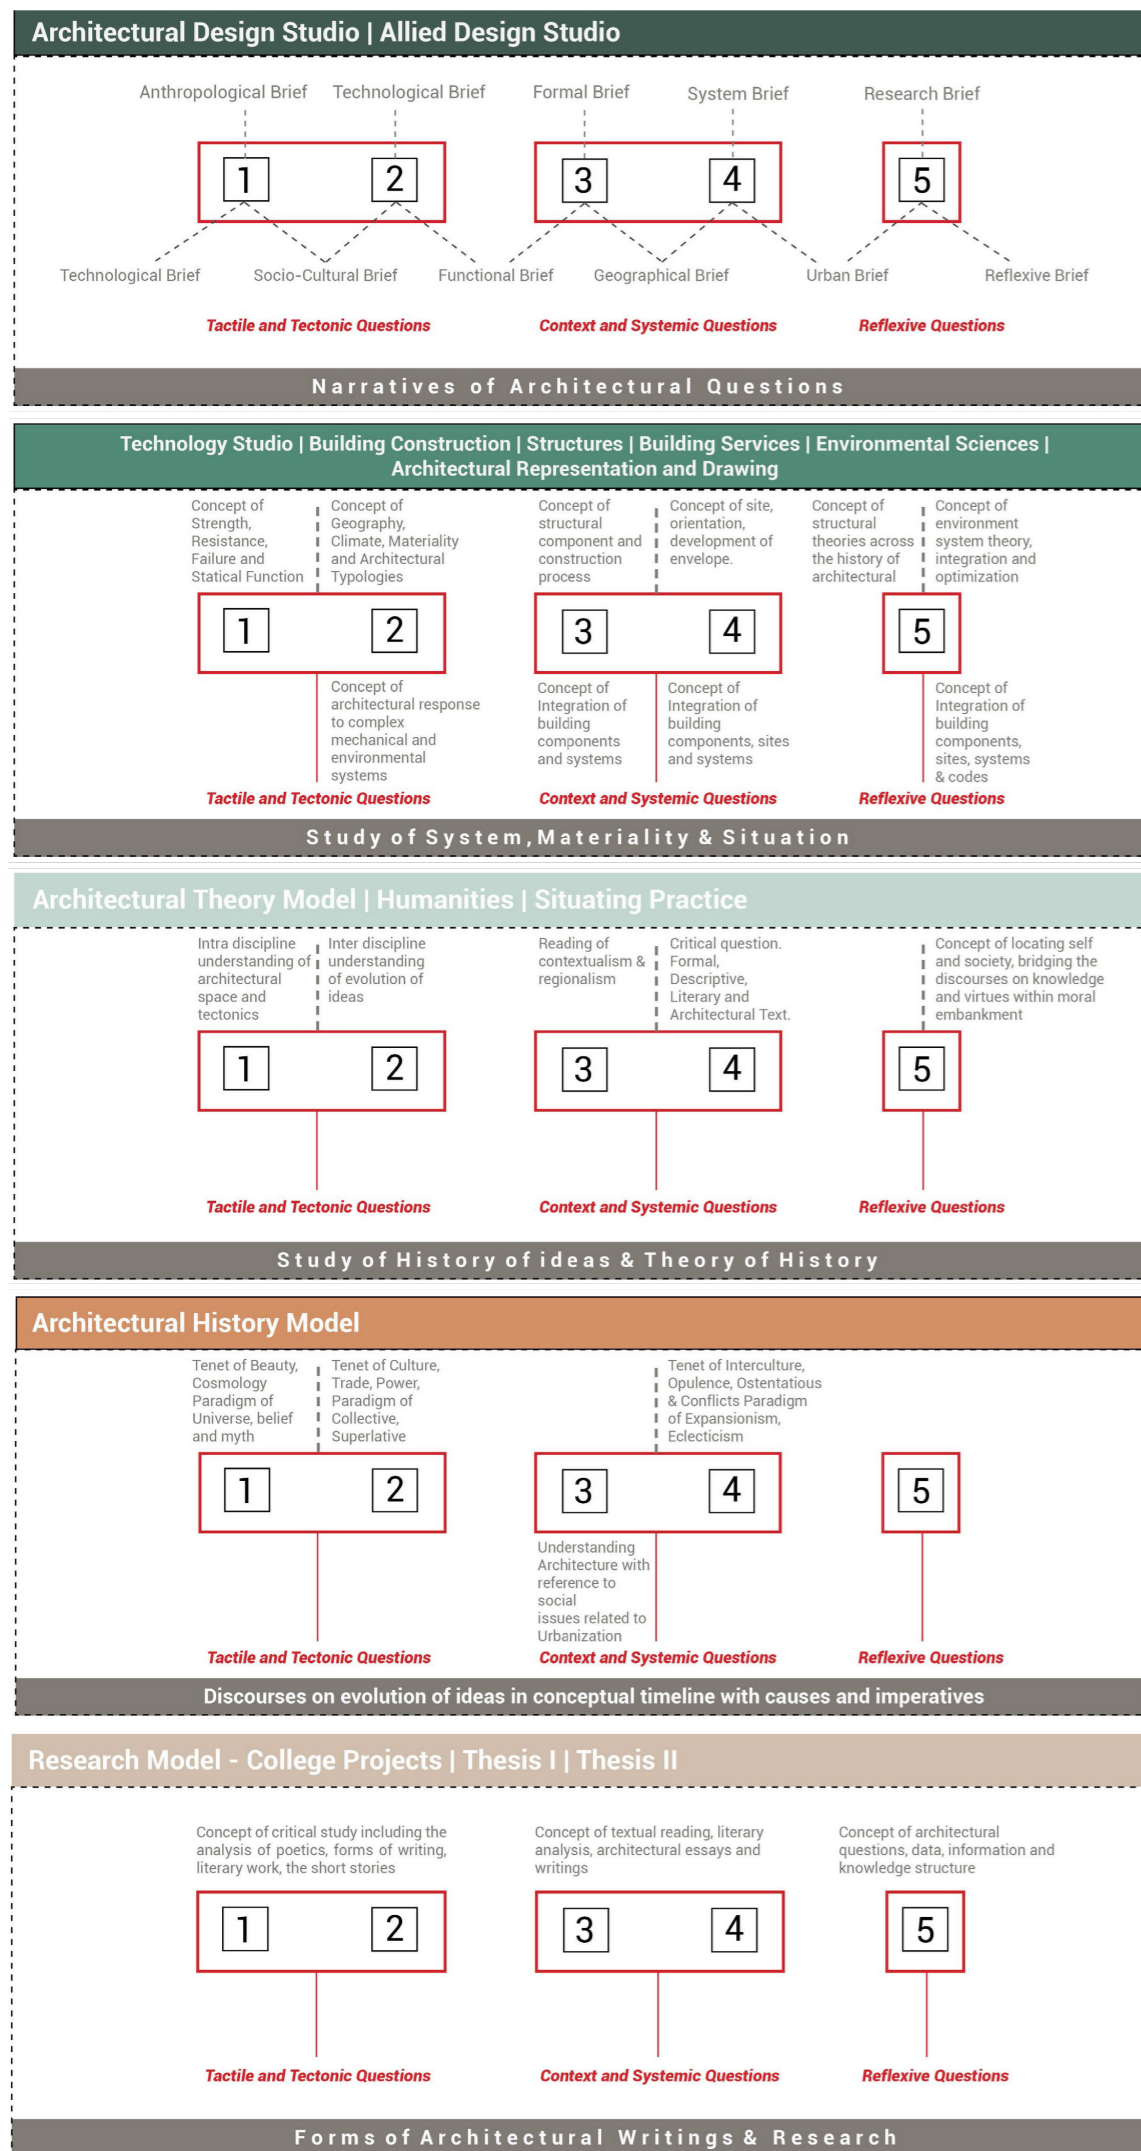 Architectural Design Studio | Allied Design Studio
Anthropological Brief
Technological Brief
Formal Brief
System Brief
Research Brief
1
2
3
4
5
Technological Brief
Socio-Cultural Brief
Functional Brief
Geographical Brief
Urban Brief
Reflexive Brief
Tactile and Tectonic Questions
Context and Systemic Questions
Reflexive Questions
Narratives of Architectural Questions
Technology Studio | Building Construction | Structures | Building Services | Environmental Sciences |
Architectural Representation and Drawing
Concept of
Strength,
Resistance,
Failure and
Statical Function
Concept of
Geography,
Climate, Materiality
and Architectural
Typologies
Concept of
structural
component and
construction
process
Concept of site,
orientation,
development of
envelope.
Concept of
structural
theories across
the history of
architectural
Concept of
environment
system theory,
integration and
optimization
1
2
3
4
5
Concept of
architectural response
to complex
mechanical and
environmental
systems
Concept of
Integration of
building
components
and systems
Concept of
Integration of
building
components, sites
and systems
Concept of
Integration of
building
components,
sites, systems
& codes
Tactile and Tectonic Questions
Context and Systemic Questions
Reflexive Questions
Study of System, Materiality & Situation
Architectural Theory Model | Humanities | Situating Practice
Intra discipline
understanding of
architectural
space and
tectonics
Inter discipline
understanding
of evolution of
ideas
Reading of
contextualism &
regionalism
Critical question.
Formal,
Descriptive,
Literary and
Architectural Text.
Concept of locating self
and society, bridging the
discourses on knowledge
and virtues within moral
embankment
1
2
3
4
5
Tactile and Tectonic Questions
Context and Systemic Questions
Reflexive Questions
Study of History of ideas & Theory of History
Architectural History Model
Tenet of Beauty,
Cosmology
Paradigm of
Universe, belief
and myth
Tenet of Culture,
Trade, Power,
Paradigm of
Collective,
Superlative
Tenet of Interculture,
Opulence, Ostentatious
& Conflicts Paradigm
of Expansionism,
Eclecticism
1
2
3
4
5
Understanding
Architecture with
reference to
social
issues related to
Urbanization
Tactile and Tectonic Questions
Context and Systemic Questions
Reflexive Questions
Discourses on evolution of ideas in conceptual timeline with causes and imperatives
Research Model - College Projects | Thesis I | Thesis II
Concept of critical study including the
analysis of poetics, forms of writing,
literary work, the short stories
Concept of textual reading, literary
analysis, architectural essays and
writings
Concept of architectural
questions, data, information and
knowledge structure
1
2
3
4
5
Tactile and Tectonic Questions
Context and Systemic Questions
Reflexive Questions
Forms of Architectural Writings & Research